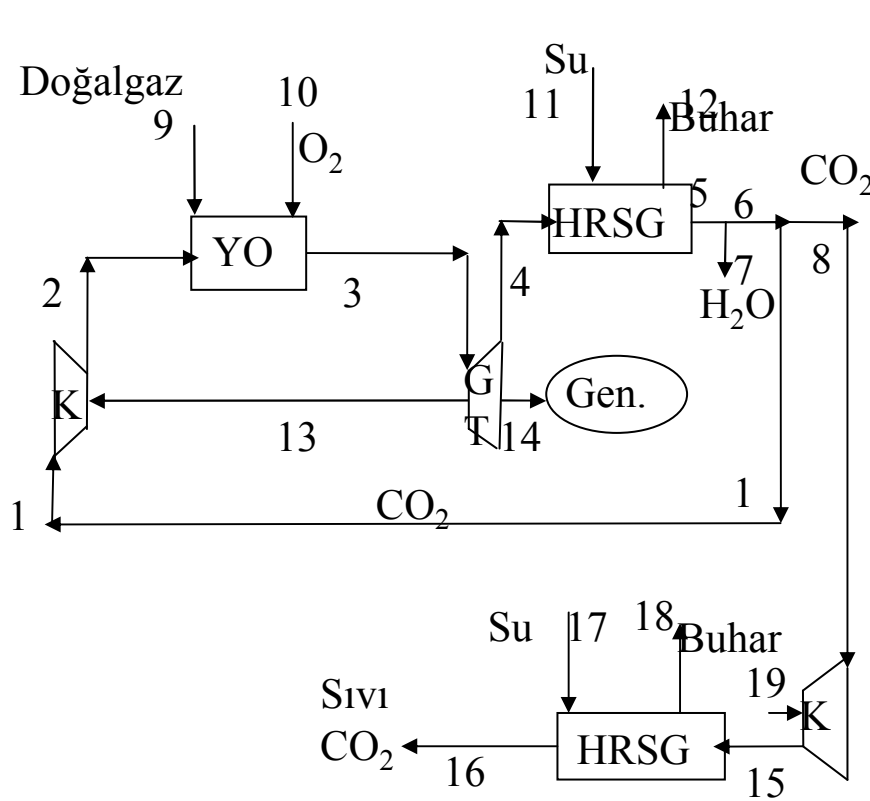 Doğalgaz
9
10
O₂
Su
11
12
Buhar
CO₂
YO
HRSG
5
6
8
2
3
4
7
H₂O
K
G
T
Gen.
13
14
1
CO₂
1
Su
17
18
Buhar
19
K
Sıvı
CO₂
HRSG
16
15